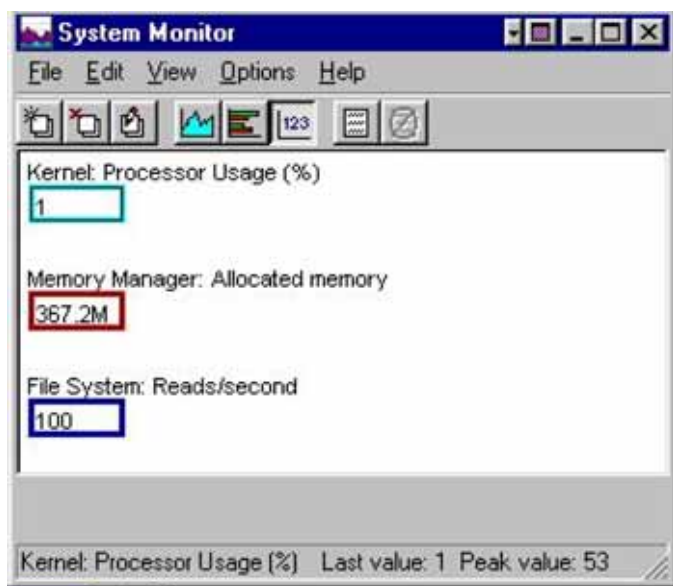 System Monitor
File Edit View Options Help
123
Kernel: Processor Usage (%)
1
Memory Manager: Allocated memory
367.2M
File System: Reads/second
100
Kernel: Processor Usage (%) Last value: 1 Peak value: 53